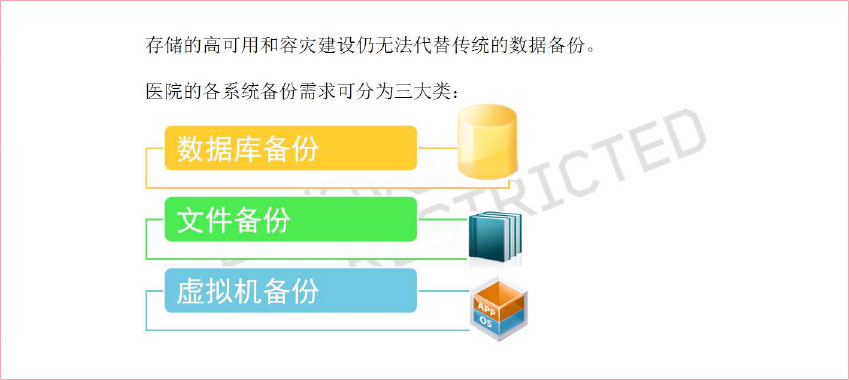 存储的高可用和容灾建设仍无法代替传统的数据备份。
医院的各系统备份需求可分为三大类:
数据库备份
文件备份
虚拟机备份
APP
OS